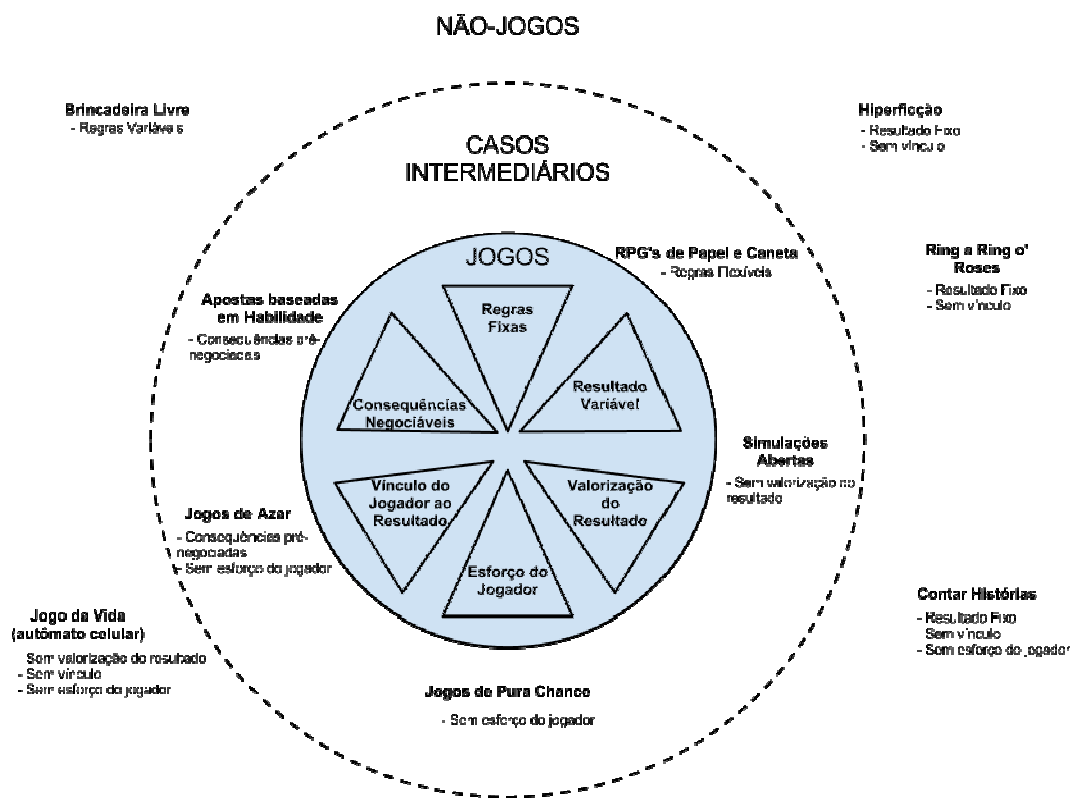 NÃO-JOGOS
Brincadeira Livre
- Regras Variáveis
Hiperficção
- Resultado Fixo
- Sem vínculo
CASOS
INTERMEDIÁRIOS
JOGOS
RPG's de Papel e Caneta
- Regras Flexíveis
Ring a Ring o'
Roses
- Resultado Fixo
- Sem vínculo
Apostas baseadas
em Habilidade
- Consequências pré-
negociadas
Regras
Fixas
Resultado
Variável
Consequências
Negociáveis
Simulações
Abertas
- Sem valorização do
resultado
Vínculo do
Jogador ao
Resultado
Valorização
do
Resultado
Esforço do
Jogador
Jogos de Azar
- Consequências pré-
negociadas
- Sem esforço do jogador
Contar Histórias
- Resultado Fixo
Sem vínculo
- Sem esforço do jogador
Jogo da Vida
(autômato celular)
Sem valorização do resultado
- Sem vínculo
- Sem esforço do jogador
Jogos de Pura Chance
- Sem esforço do jogador